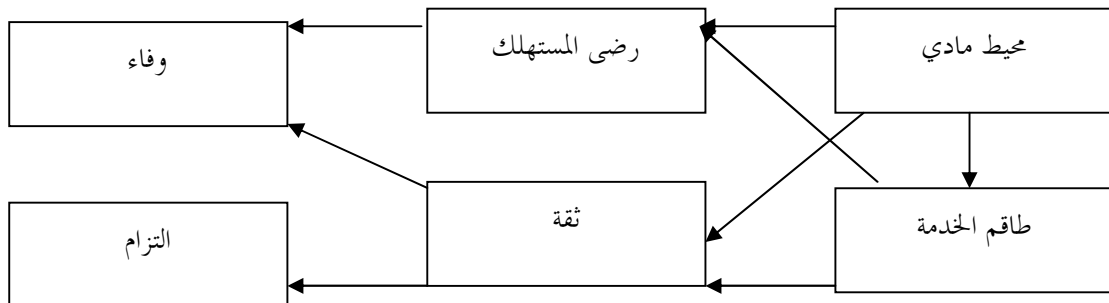 محيط مادي
رضى المستهلك
وفاء
طاقم الخدمة
ثقة
التزام